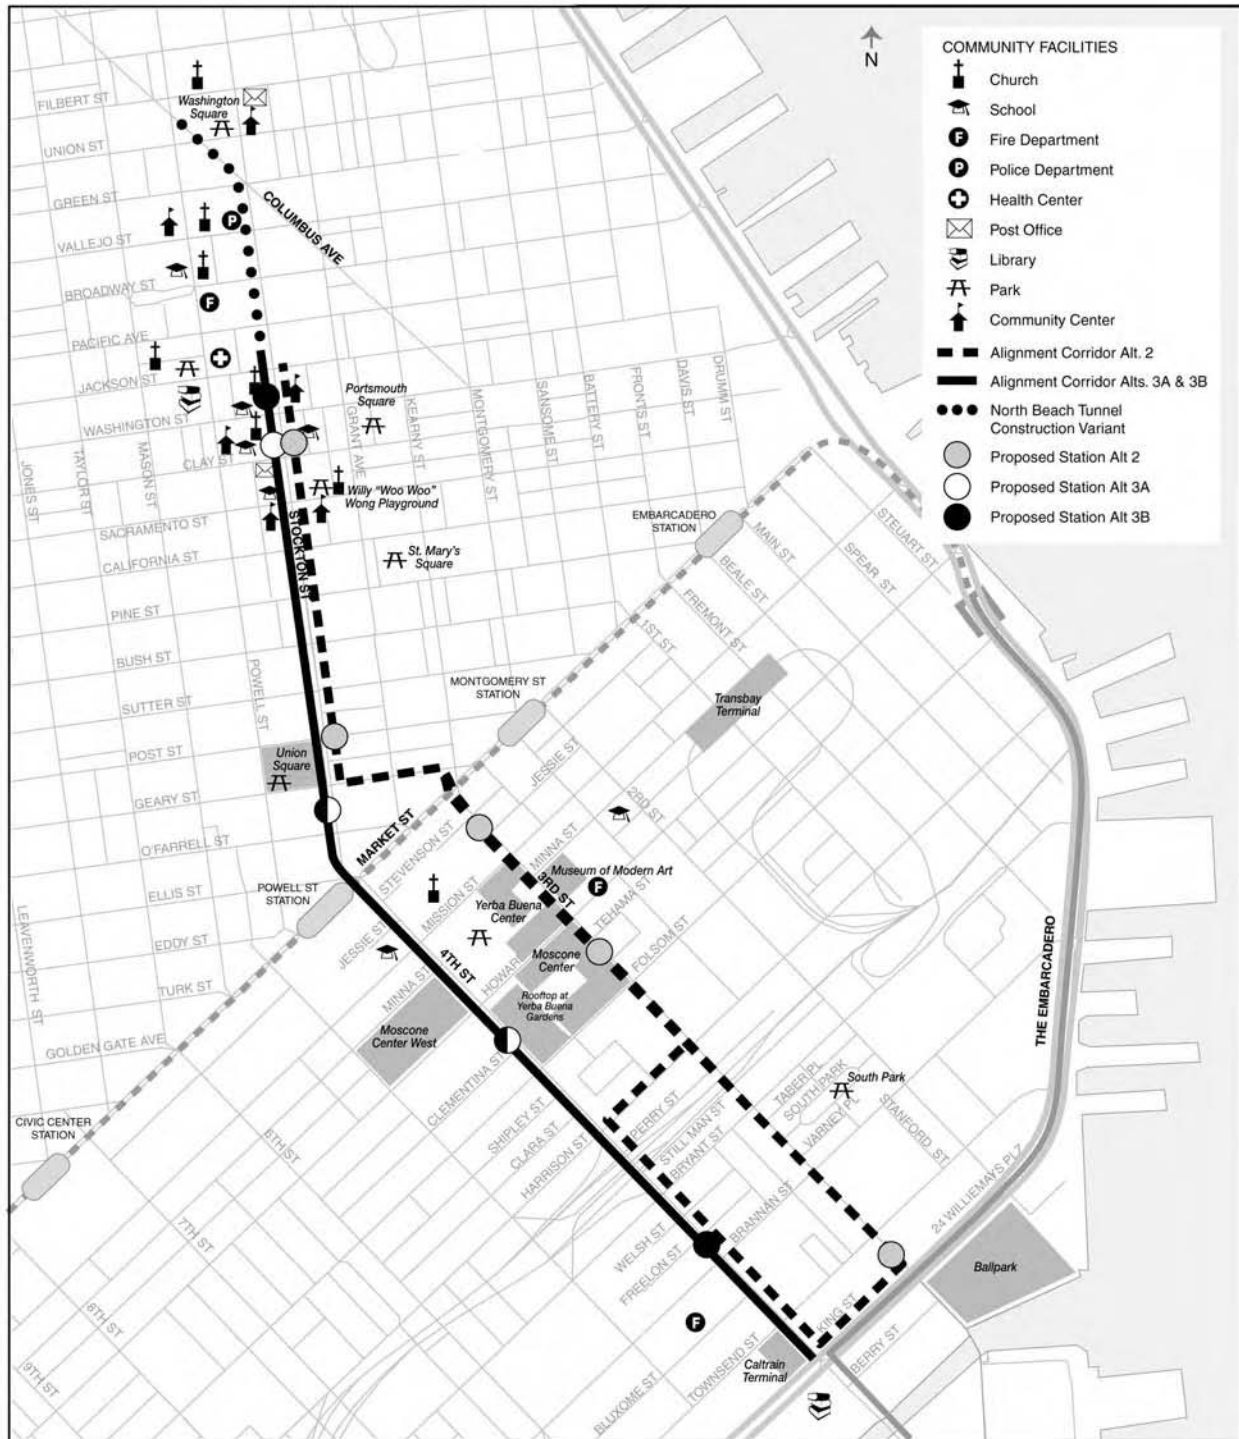 N
COMMUNITY FACILITIES
Church
School
F
Fire Department
P
Police Department
Health Center
Post Office
Library
Park
Community Center
Alignment Corridor Alt. 2
Alignment Corridor Alts. 3A & 3B
North Beach Tunnel
Construction Variant
Proposed Station Alt 2
Proposed Station Alt 3A
Proposed Station Alt 3B
FILBERT ST
Washington
Square
UNION ST
GREEN ST
COLUMBUS AVE
P
VALLEJO ST
BROADWAY ST
F
PACIFIC AVE
JACKSON ST
WASHINGTON ST
CLAY ST
Portsmouth
Square
JONES ST
TAYLOR ST
MASON ST
GRANT AVE
KEARNY ST
MONTGOMERY ST
SANSOME ST
BATTERY ST
FRONTS ST
DAVIS ST
DRUMM ST
Willy “Woo Woo”
Wong Playground
SACRAMENTO ST
CALIFORNIA ST
STOCKTON ST
St. Mary's
Square
PINE ST
BUSH ST
SUTTER ST
POWELL ST
POST ST
Union
Square
GEARY ST
O'FARRELL ST
ELLIS ST
EDDY ST
TURK ST
GOLDEN GATE AVE
LEAVENWORTH ST
EMBARCADERO
STATION
MAIN ST
STEUART ST
SPEAR ST
BEALE ST
FREMONT ST
1ST ST
MONTGOMERY ST
STATION
Transbay
Terminal
JESSIE ST
2RD ST
MARKET ST
STEVENSON ST
MINNA ST
Museum of Modern Art
F
3RD ST
POWELL ST
STATION
MISSION ST
Yerba Buena
Center
TEHAMA ST
FOLSOM ST
JESSIE ST
4TH ST
Moscone
Center
MINNA ST
HOWAR
Rooftop at
Yerba Buena
Gardens
Moscone
Center West
THE EMBARCADERO
CLEMENTINA ST
SHIPLEY ST
CLARA ST
HARRISON ST
PERRY ST
STILL MAN ST
BRYANT ST
TABER PL
SOUTH PARK
VARNEY PL
South Park
STANFORD ST
CIVIC CENTER
STATION
6TH ST
7TH ST
8TH ST
9TH ST
WELSH ST
FREELON ST
BRANNAN ST
24 WILLIEMAYS PLZ
Ballpark
F
KING ST
BERRY ST
TOWNSEND ST
BLUXOME ST
Caltrain
Terminal